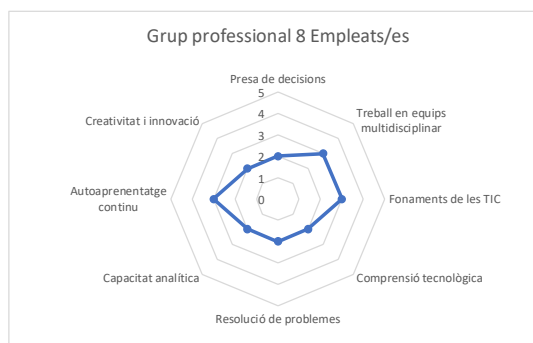 Grup professional 8 Empleats/es
Presa de decisions
5
4
3
2
1
0
Treball en equips
multidisciplinar
Fonaments de les TIC
Comprensió tecnològica
Resolució de problemes
Capacitat analítica
Autoaprenentatge
continu
Creativitat i innovació